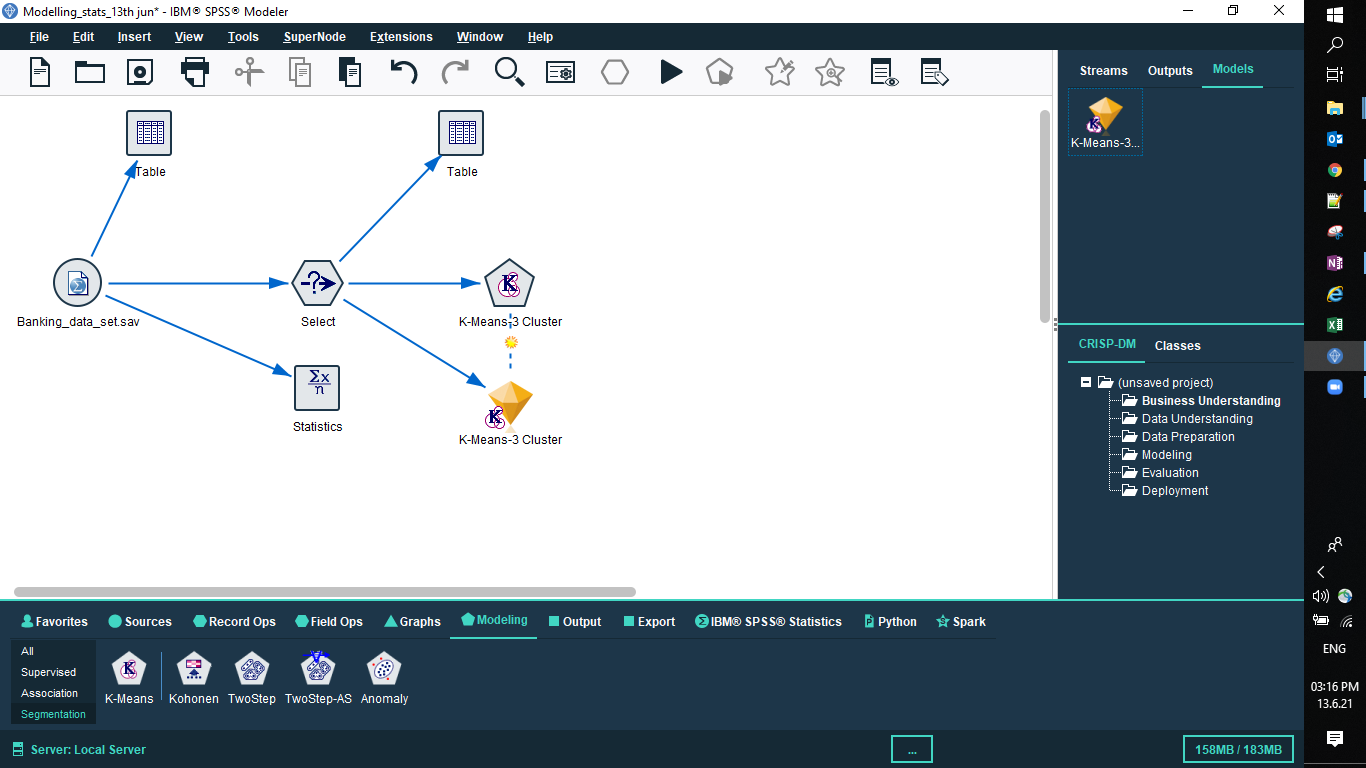 Modelling_stats_13th jun* - IBM® SPSS® Modeler
File Edit Insert View Tools SuperNode Extensions Window Help
Streams Outputs Models
K-Means-3...
Table
Table
Banking_data_set.sav
Select
K-Means-3 Cluster
K
Σx
n
Statistics
K
K-Means-3 Cluster
CRISP-DM Classes
(unsaved project)
Business Understanding
Data Understanding
Data Preparation
Modeling
Evaluation
Deployment
Favorites Sources Record Ops Field Ops Graphs Modeling Output Export IBM® SPSS® Statistics Python Spark
All
Supervised
Association
Segmentation
K-Means Kohonen TwoStep TwoStep-AS Anomaly
Server: Local Server
...
158MB / 183MB
ENG
03:16 PM
13.6.21